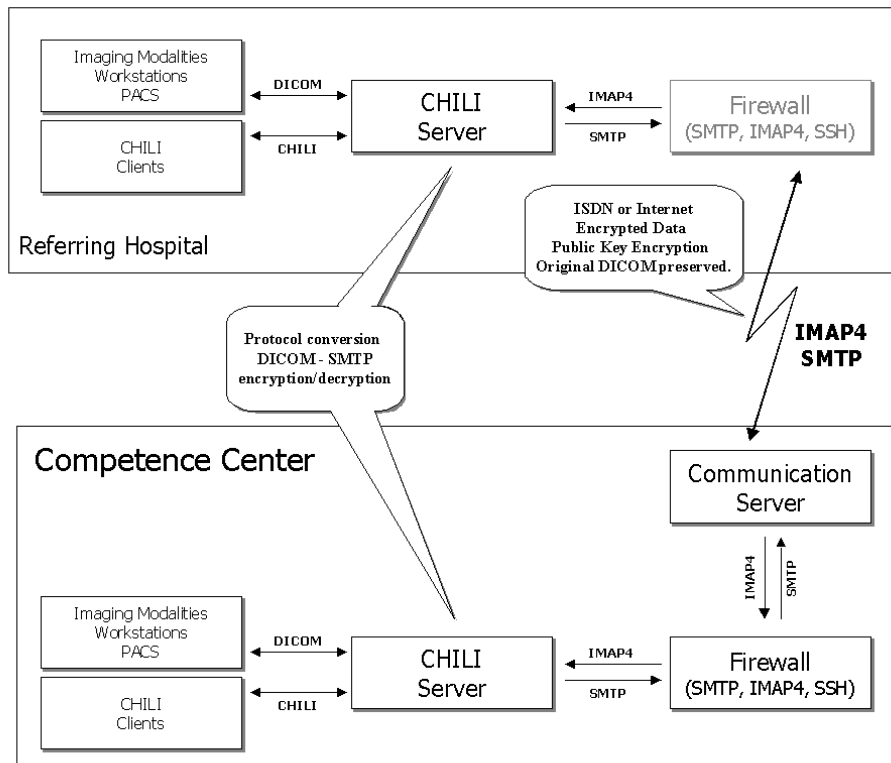 Imaging Modalities
Workstations
PACS
DICOM
CHILI
Server
IMAP4
SMTP
Firewall
(SMTP, IMAP4, SSH)
CHILI
Clients
CHILI
Referring Hospital
ISDN or Internet
Encrypted Data
Public Key Encryption
Original DICOM preserved.
Protocol conversion
DICOM - SMTP
encryption/decryption
IMAP4
SMTP
Competence Center
Communication
Server
IMAP4
SMTP
Imaging Modalities
Workstations
PACS
DICOM
CHILI
Server
IMAP4
SMTP
Firewall
(SMTP, IMAP4, SSH)
CHILI
Clients
CHILI